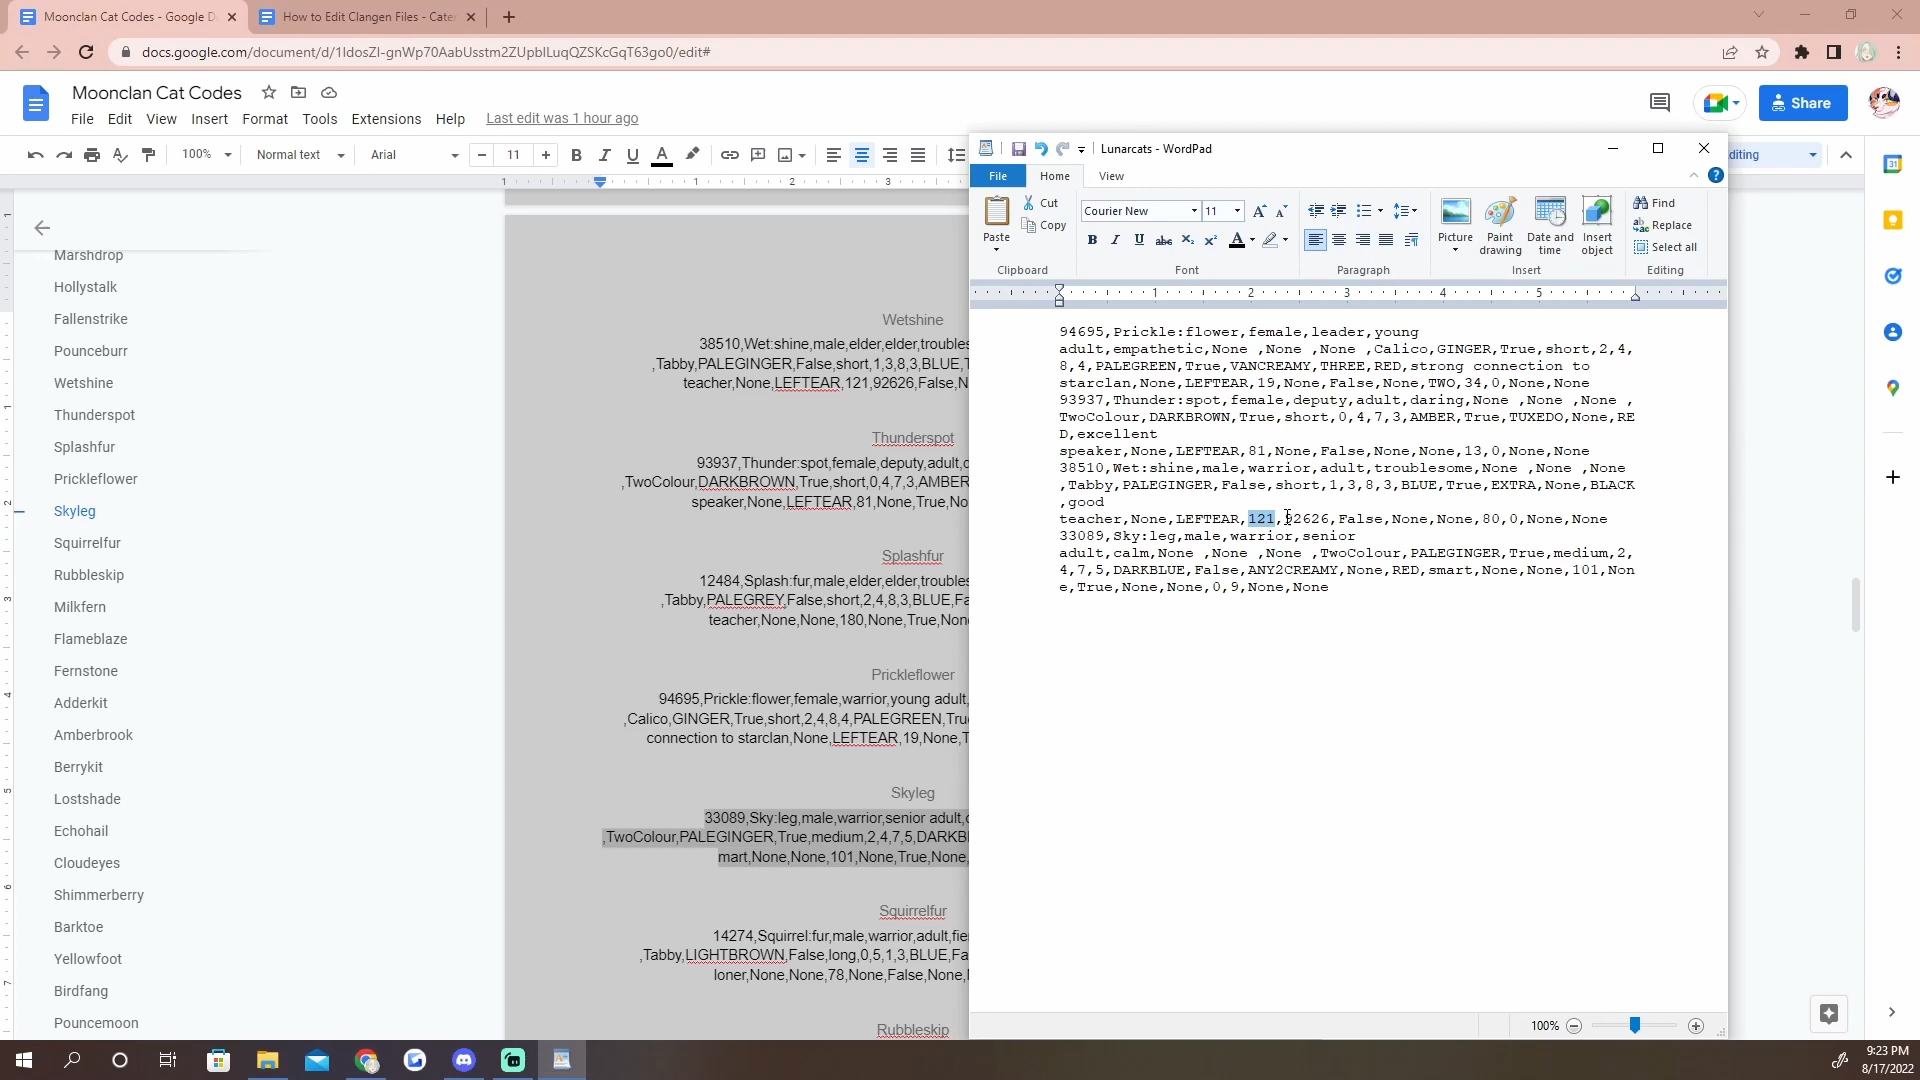 Moonclan Cat Codes - Google D
How to Edit Clangen Files - Cate
docs.google.com/document/d/1IdosZI-gnWp70AabUsstm2ZUpbILuqQZSKcGqT63go0/edit#
Moonclan Cat Codes
File Edit View Insert Format Tools Extensions Help Last edit was 1 hour ago
Share
100% Normal text Arial 11
diting
Marshdrop
Hollystalk
Fallenstrike
Pounceburr
Wetshine
Thunderspot
Splashfur
Prickleflower
Skyleg
Squirrelfur
Rubbleskip
Milkfern
Flameblaze
Fernstone
Adderkit
Amberbrook
Berrykit
Lostshade
Echohail
Cloudeyes
Shimmerberry
Barktoe
Yellowfoot
Birdfang
Pouncemoon
Wetshine
38510,Wet:shine,male,elder,elder,troubles
,Tabby,PALEGINGER,False,short,1,3,8,3,BLUE,T
teacher,None,LEFTEAR,121,92626,False,N
Thunderspot
93937,Thunder:spot,female,deputy,adult,d
,TwoColour,DARKBROWN,True,short,0,4,7,3,AMBER
speaker,None,LEFTEAR,81,None,True,No
Splashfur
12484,Splash:fur,male,elder,elder,troubles
,Tabby,PALEGREY,False,short,2,4,8,3,BLUE,Fa
teacher,None,None,180,None,True,Non
Prickleflower
94695,Prickle:flower,female,warrior,young adult,
,Calico,GINGER,True,short,2,4,8,4,PALEGREEN,True
connection to starclan,None,LEFTEAR,19,None,T
Skyleg
33089,Sky:leg,male,warrior,senior adult,c
,TwoColour,PALEGINGER,True,medium,2,4,7,5,DARKB
mart,None,None,101,None,True,None,
Squirrelfur
14274,Squirrel:fur,male,warrior,adult,fie
,Tabby,LIGHTBROWN,False,long,0,5,1,3,BLUE,Fa
loner,None,None,78,None,False,None,N
Rubbleskip
Lunarcats - WordPad
File Home View
Paste Cut Copy
Clipboard
Courier New 11
Font
Paragraph
Picture Paint drawing Date and time Insert object
Insert
Find
Replace
Select all
Editing
94695,Prickle:flower,female,leader,young
adult,empathetic,None ,None ,None ,Calico,GINGER,True,short,2,4,
8,4,PALEGREEN,True,VANCREAMY,THREE,RED,strong connection to
starclan,None,LEFTEAR,19,None,False,None,TWO,34,0,None,None
93937,Thunder:spot,female,deputy,adult,daring,None ,None ,None ,
TwoColour,DARKBROWN,True,short,0,4,7,3,AMBER,True,TUXEDO,None,RE
D,excellent
speaker,None,LEFTEAR,81,None,False,None,None,13,0,None,None
38510,Wet:shine,male,warrior,adult,troublesome,None ,None ,None
,Tabby,PALEGINGER,False,short,1,3,8,3,BLUE,True,EXTRA,None,BLACK
,good
teacher,None,LEFTEAR,121,92626,False,None,None,80,0,None,None
33089,Sky:leg,male,warrior,senior
adult,calm,None ,None ,None ,TwoColour,PALEGINGER,True,medium,2,
4,7,5,DARKBLUE,False,ANY2CREAMY,None,RED,smart,None,None,101,Non
e,True,None,None,0,9,None,None
100%
9:23 PM
8/17/2022